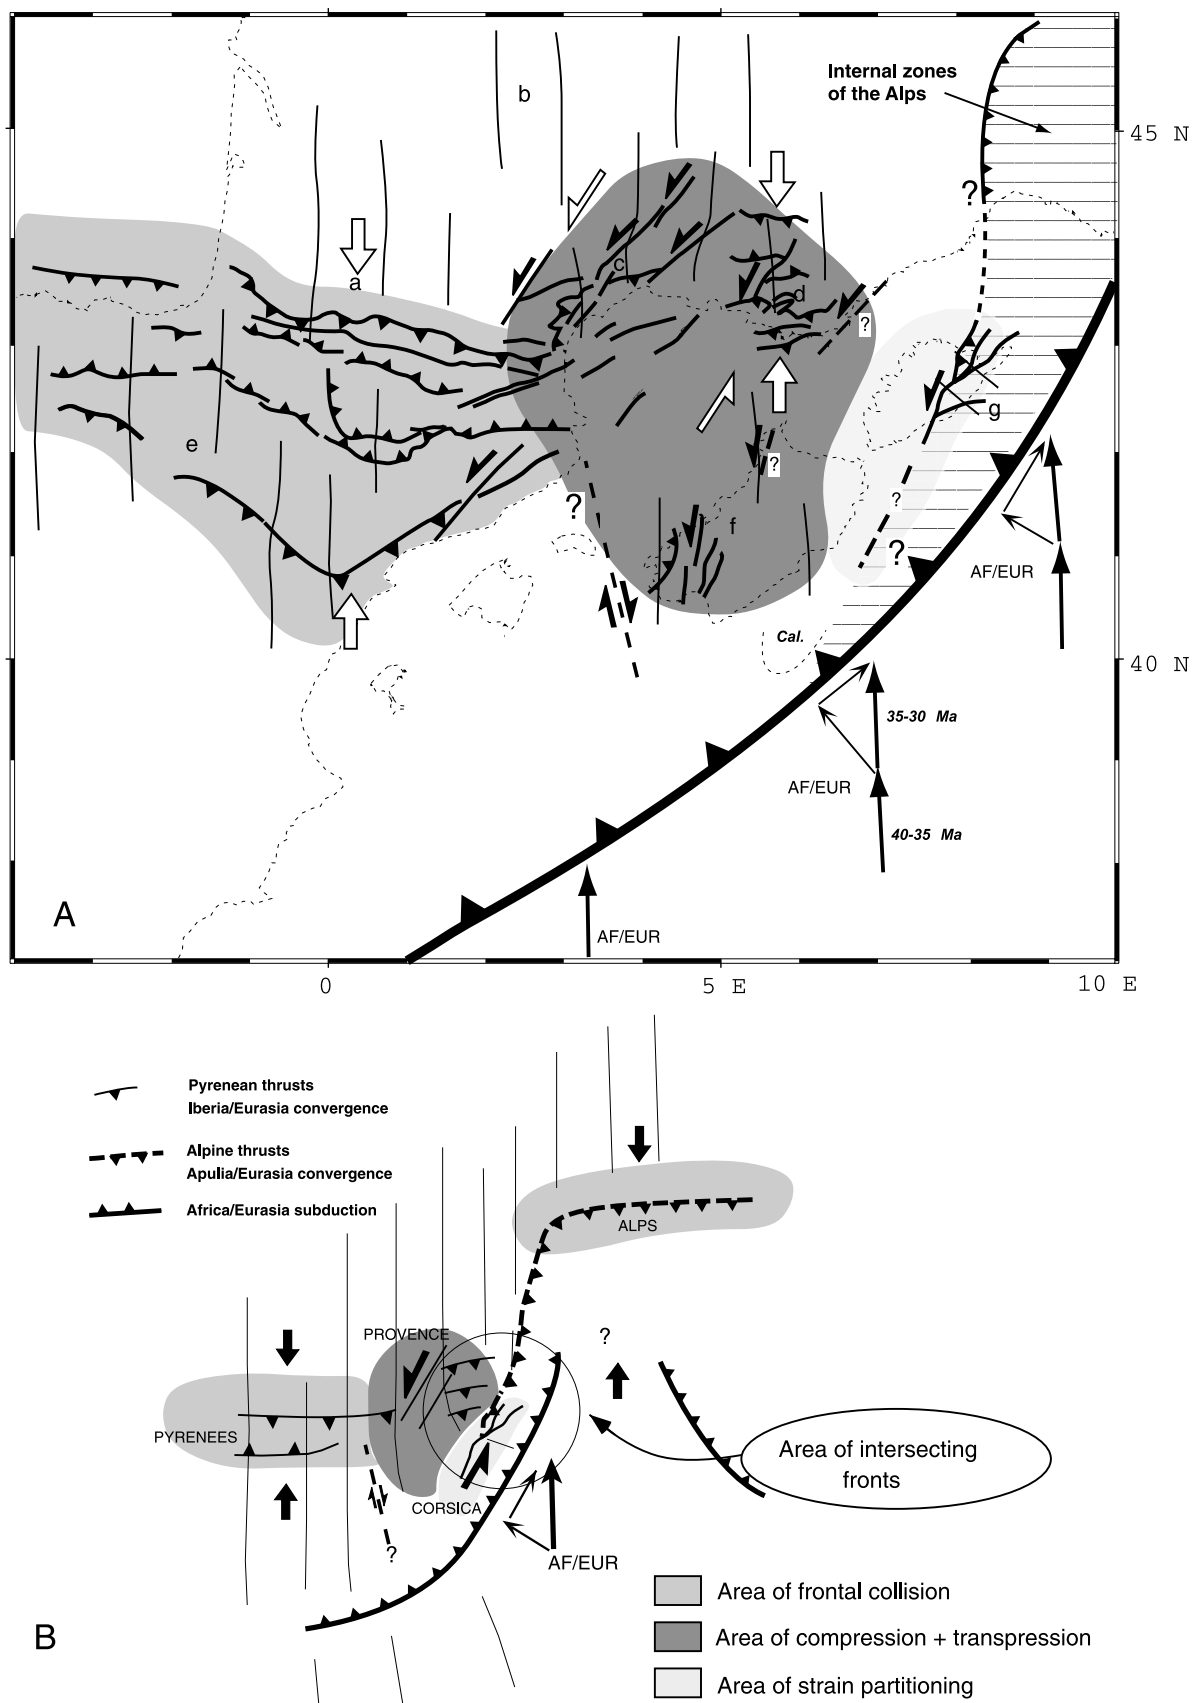 Internal zones
of the Alps
b
45 N
?
a
c
d
?
e
g
?
?
?
f
?
AF/EUR
Cal.
40 N
35-30 Ma
AF/EUR
40-35 Ma
A
AF/EUR
0
5 E
10 E
Pyrenean thrusts
Iberia/Eurasia convergence
Alpine thrusts
Apulia/Eurasia convergence
Africa/Eurasia subduction
ALPS
PROVENCE
?
PYRENEES
Area of intersecting
fronts
CORSICA
?
AF/EUR
Area of frontal collision
B
Area of compression + transpression
Area of strain partitioning